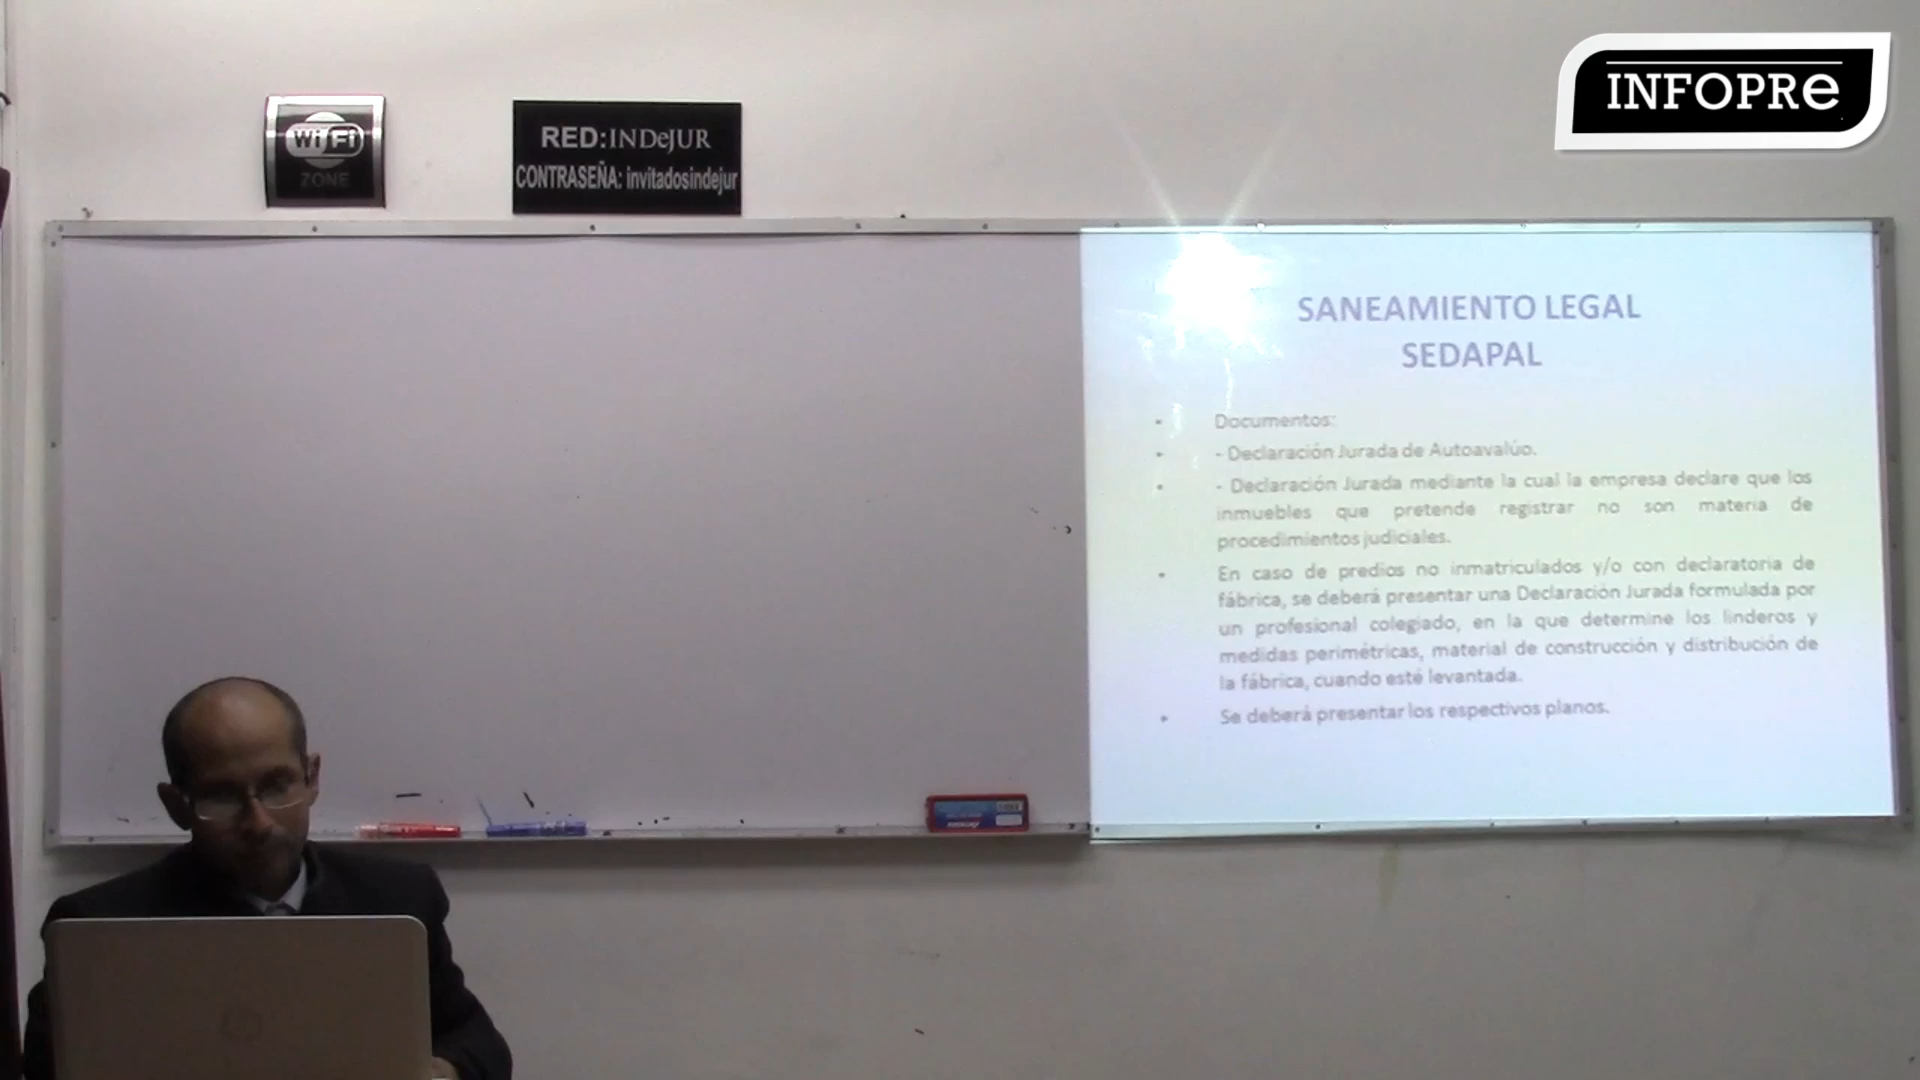 INFOPRe
Wi Fi
ZONE
RED:INDeJUR
CONTRASEÑA: invitadosindejur
SANEAMIENTO LEGAL
SEDAPAL
• Documentos:
• - Declaración Jurada de Autoavalúo.
• - Declaración Jurada mediante la cual la empresa declare que los
inmuebles que pretende registrar no son materia de
procedimientos judiciales.
• En caso de predios no inmatriculados y/o con declaratoria de
fábrica, se deberá presentar una Declaración Jurada formulada por
un profesional colegiado, en la que determine los linderos y
medidas perimétricas, material de construcción y distribución de
la fábrica, cuando esté levantada.
• Se deberá presentar los respectivos planos.